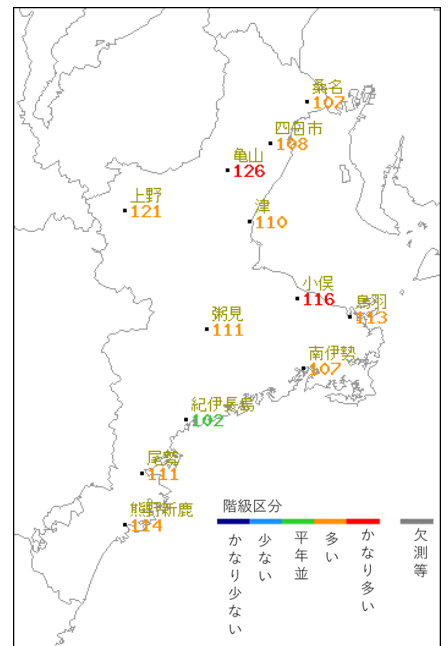 桑名
107
四日市
108
亀山
126
上野
121
津
110
小俣
116
鳥羽
113
粥見
111
南伊勢
107
紀伊長島
102
尾鷲
111
熊野新鹿
114
階級区分
かなり少ない
少ない
平年並
多い
かなり多い
欠測等